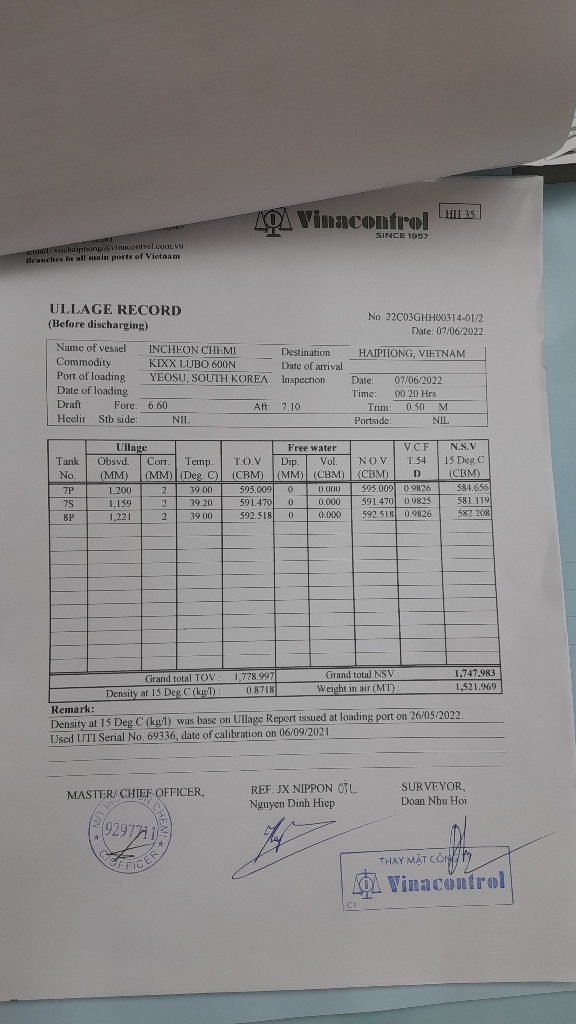 Vinacontrol
SINCE 1957
HH 35
Email: vnchaiphong@vinacontrol.com.vn
Branches in all main ports of Vietnam
ULLAGE RECORD
(Before discharging)
No. 22C03GHH00314-01/2
Date: 07/06/2022
Name of vessel INCHEON CHEMI Destination HAIPHONG, VIETNAM
Commodity KIXX LUBO 600N Date of arrival
Port of loading YEOSU, SOUTH KOREA Inspection Date: 07/06/2022
Date of loading Time: 00.20 Hrs
Draft Fore: 6.60 Aft: 7.10 Trim: 0.50 M
Heelir Stb side: NIL Portside: NIL
Ullage Free water V.C.F N.S.V
Tank Obsvd. Corr. Temp. T.O.V Dip. Vol. N.O.V T.54 15 Deg.C
No. (MM) (MM) (Deg. C) (CBM) (MM) (CBM) (CBM) D (CBM)
7P 1,200 2 39.00 595.009 0 0.000 595.009 0.9826 584.656
7S 1,159 2 39.20 591.470 0 0.000 591.470 0.9825 581.119
8P 1,221 2 39.00 592.518 0 0.000 592.518 0.9826 582.208
Grand total TOV : 1,778.997 Grand total NSV : 1,747.983
Density at 15 Deg.C (kg/l) : 0.8718 Weight in air (MT) : 1,521.969
Remark:
Density at 15 Deg.C (kg/l) was base on Ullage Report issued at loading port on 26/05/2022.
Used UTI Serial No. 69336, date of calibration on 06/09/2021
MASTER/ CHIEF OFFICER, REF. JX NIPPON OIL SURVEYOR,
Nguyen Dinh Hiep Doan Nhu Hoi
INCHEON CHEMI
9297711
C/OFFICER
THAY MẶT CÔNG
Vinacontrol
C1